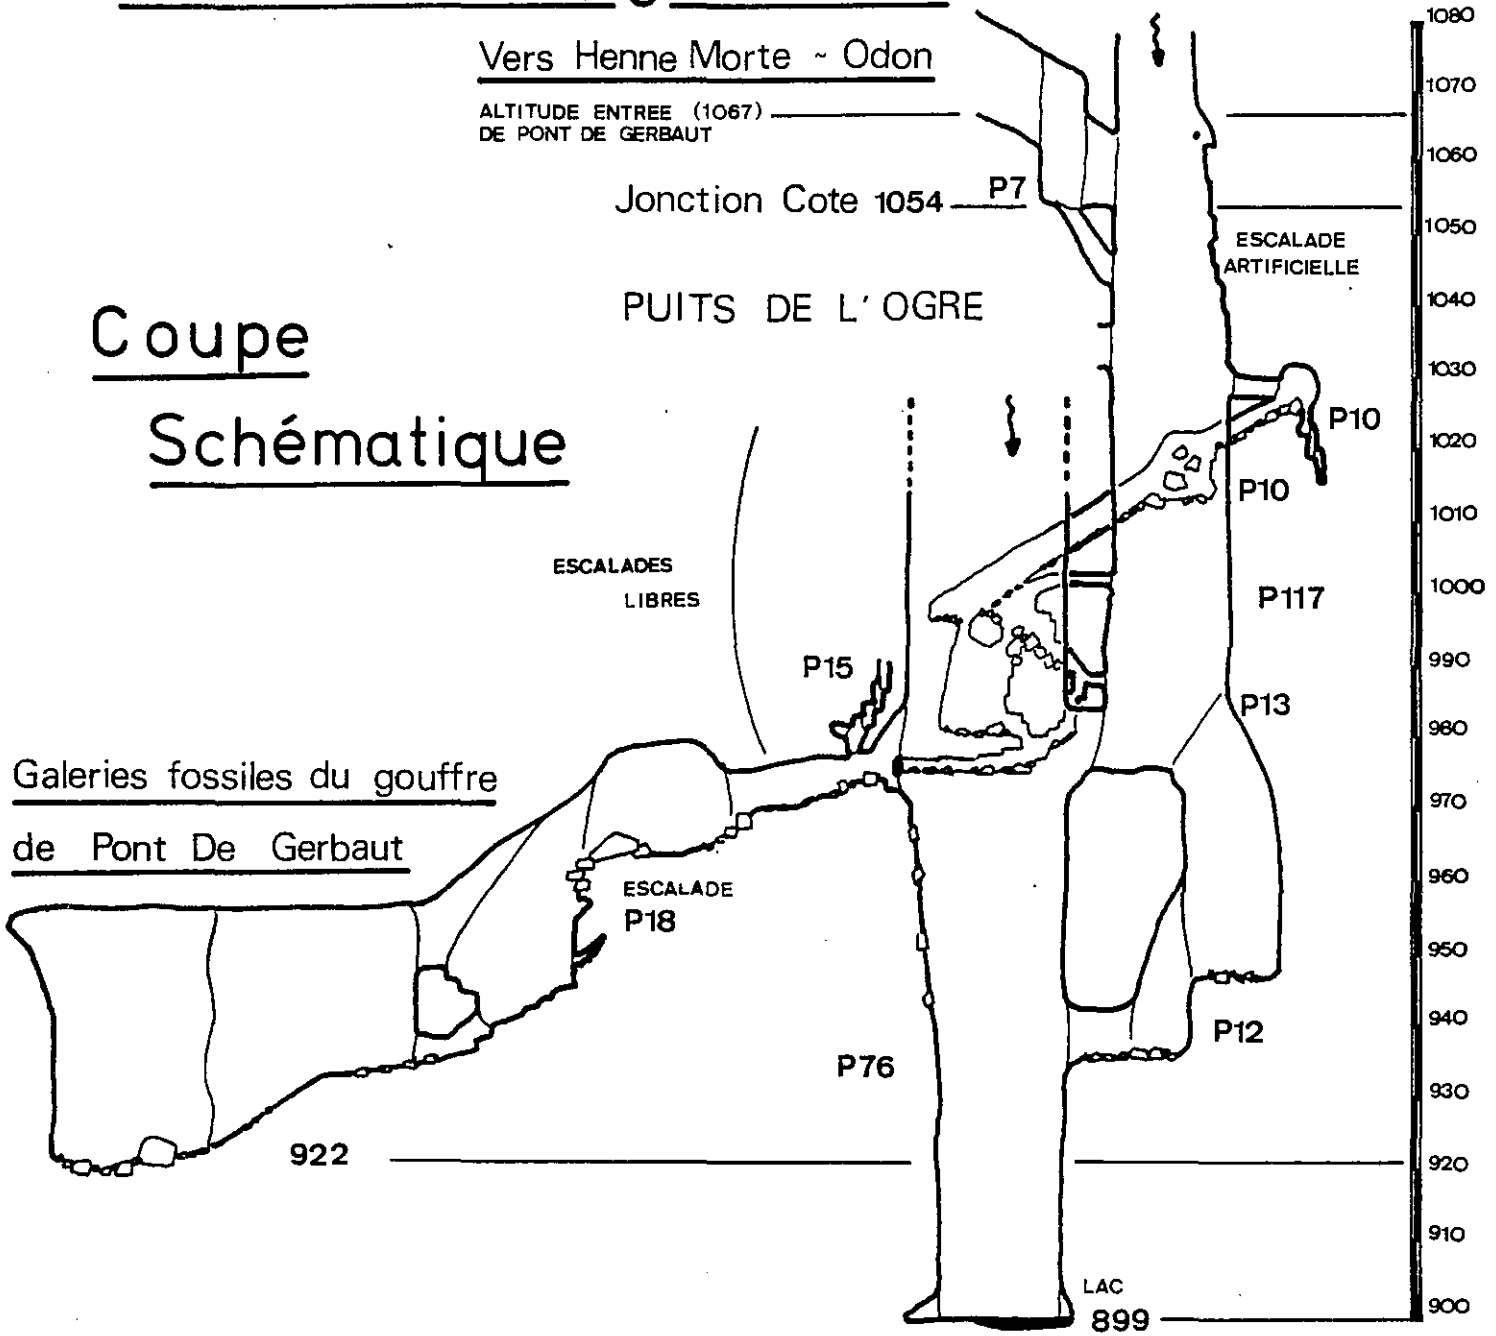 Vers Henne Morte ~ Odon
ALTITUDE ENTREE (1067)
DE PONT DE GERBAUT
Jonction Cote 1054
P7
ESCALADE
ARTIFICIELLE
PUITS DE L'OGRE
Coupe
Schématique
P10
P10
ESCALADES
LIBRES
P117
P15
P13
Galeries fossiles du gouffre
de Pont De Gerbaut
ESCALADE
P18
P12
P76
922
LAC
899
1080
1070
1060
1050
1040
1030
1020
1010
1000
990
980
970
960
950
940
930
920
910
900